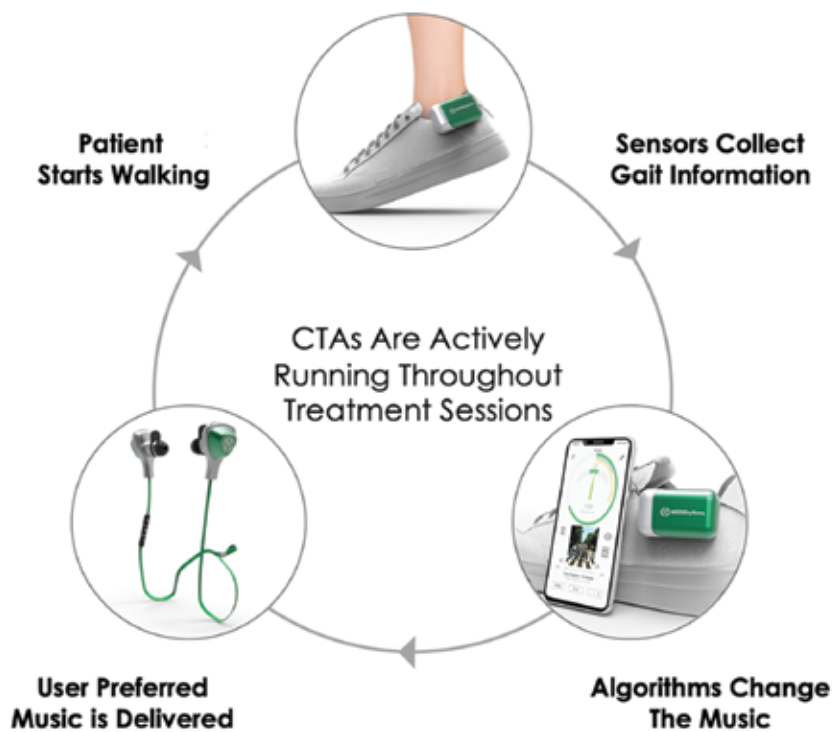 Patient
Starts Walking
Sensors Collect
Gait Information
CTAs Are Actively
Running Throughout
Treatment Sessions
User Preferred
Music is Delivered
Algorithms Change
The Music